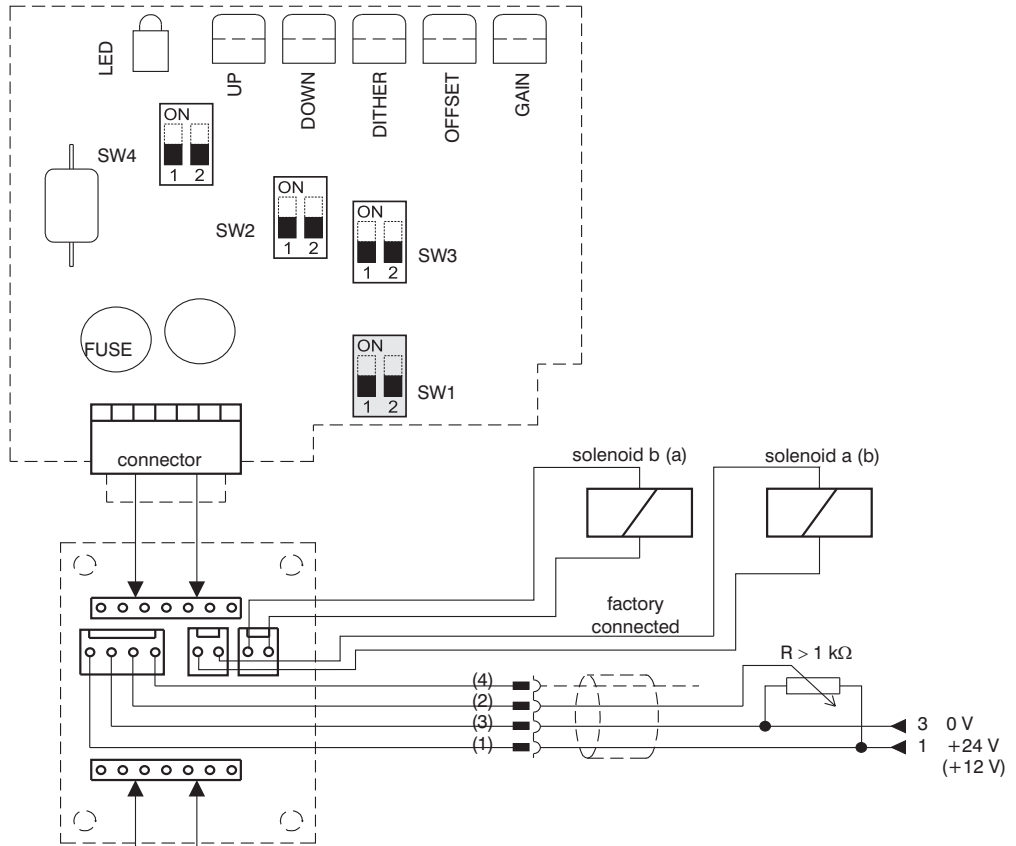 LED
UP
DOWN
DITHER
OFFSET
GAIN
ON
SW4
1 2
ON
SW2
1 2
ON
SW3
1 2
FUSE
ON
SW1
1 2
connector
solenoid b (a)
solenoid a (b)
factory
connected
R > 1 kΩ
(4)
(2)
(3)
(1)
3 0 V
1 +24 V
(+12 V)